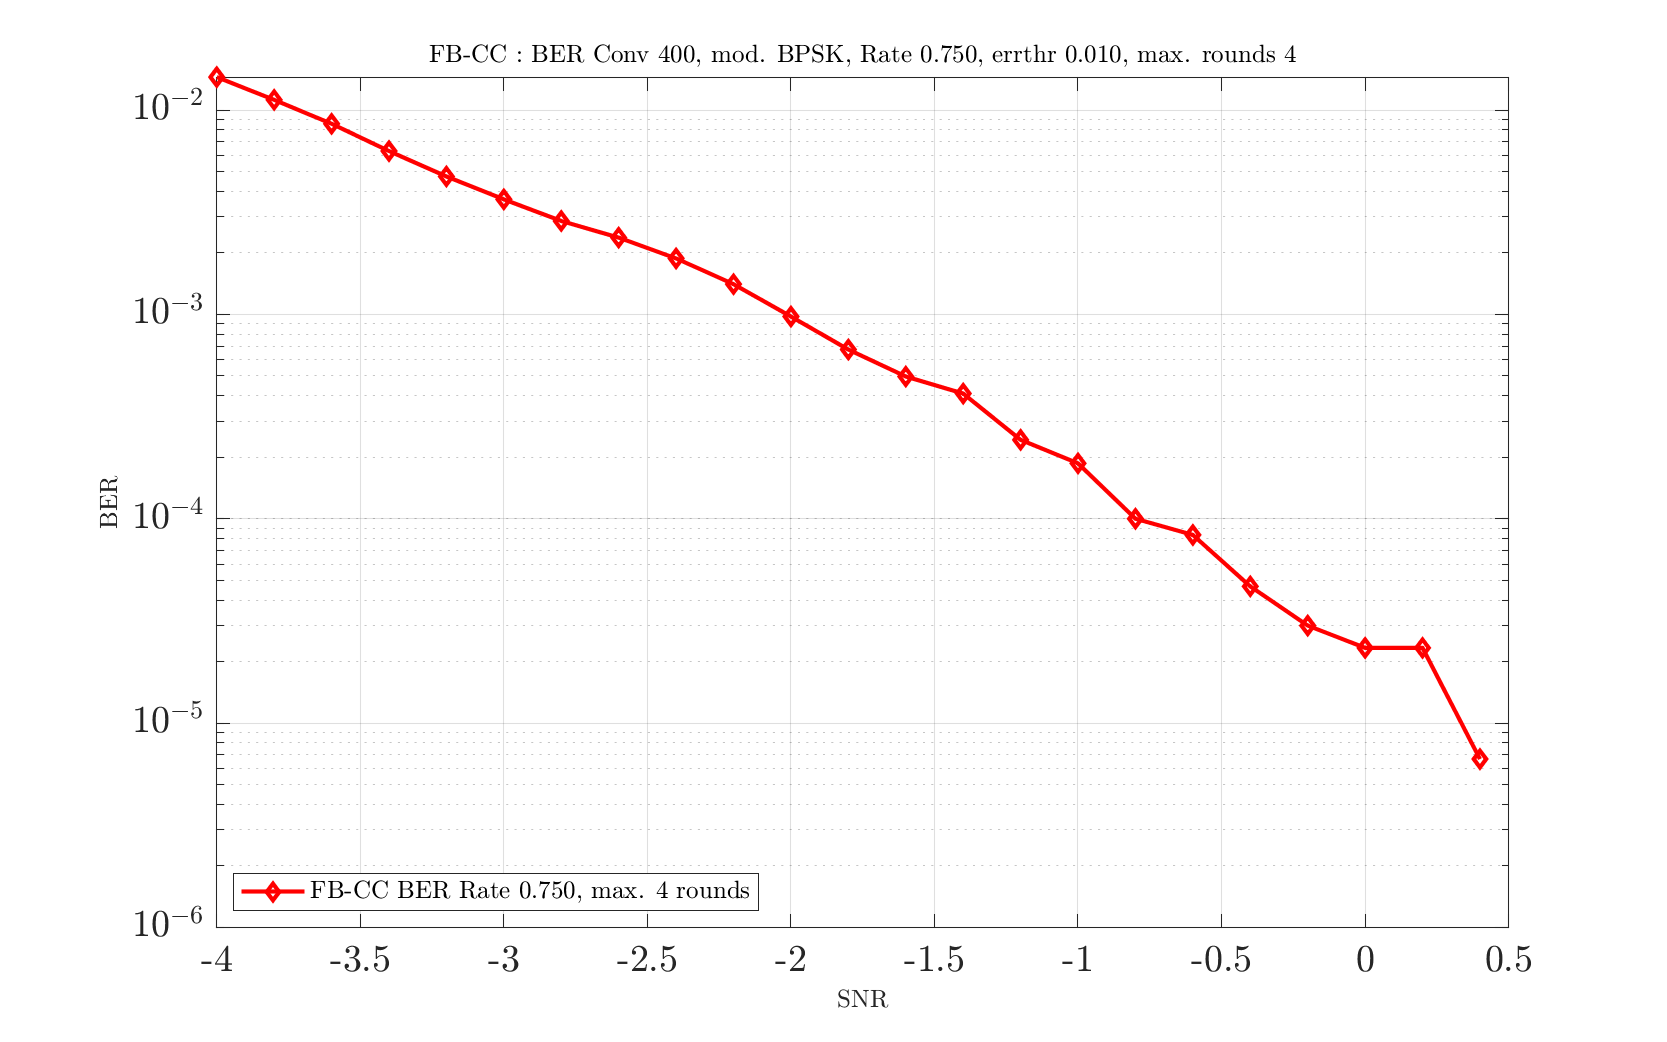 FB-CC : BER Conv 400, mod. BPSK, Rate 0.750, errthr 0.010, max. rounds 4
10^{-2}
10^{-3}
10^{-4}
10^{-5}
10^{-6}
BER
FB-CC BER Rate 0.750, max. 4 rounds
-4 -3.5 -3 -2.5 -2 -1.5 -1 -0.5 0 0.5
SNR